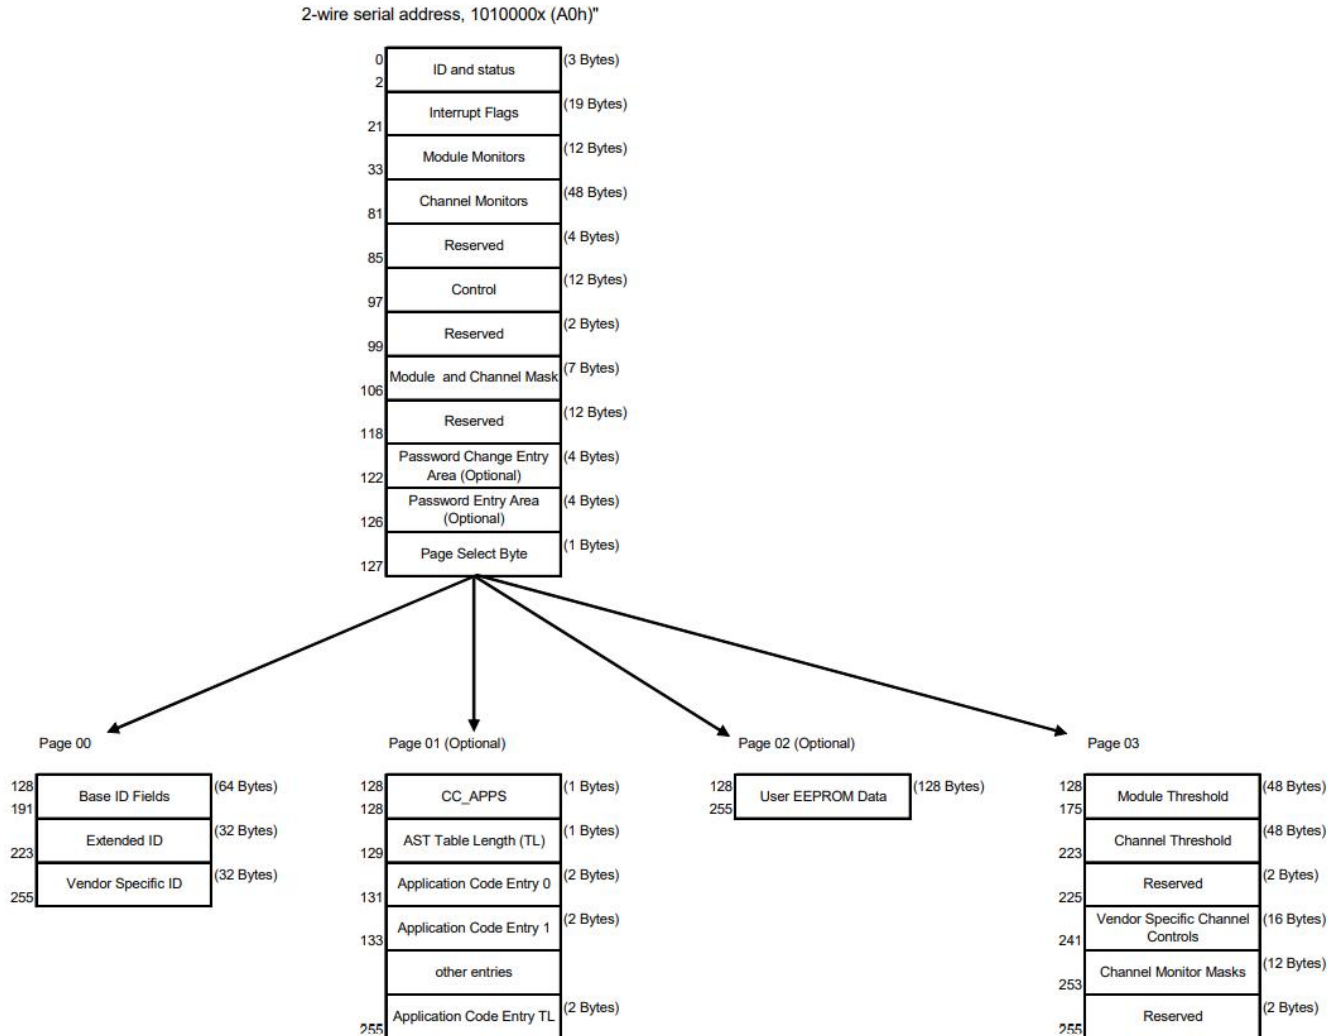 2-wire serial address, 1010000x (A0h)"
0
2
ID and status
(3 Bytes)
21
Interrupt Flags
(19 Bytes)
33
Module Monitors
(12 Bytes)
81
Channel Monitors
(48 Bytes)
85
Reserved
(4 Bytes)
97
Control
(12 Bytes)
99
Reserved
(2 Bytes)
106
Module and Channel Mask
(7 Bytes)
118
Reserved
(12 Bytes)
122
Password Change Entry
Area (Optional)
(4 Bytes)
126
Password Entry Area
(Optional)
(4 Bytes)
127
Page Select Byte
(1 Bytes)
Page 00
128
191
Base ID Fields
(64 Bytes)
223
Extended ID
(32 Bytes)
255
Vendor Specific ID
(32 Bytes)
Page 01 (Optional)
128
128
CC_APPS
(1 Bytes)
129
AST Table Length (TL)
(1 Bytes)
131
Application Code Entry 0
(2 Bytes)
133
Application Code Entry 1
(2 Bytes)
other entries
255
Application Code Entry TL
(2 Bytes)
Page 02 (Optional)
128
255
User EEPROM Data
(128 Bytes)
Page 03
128
175
Module Threshold
(48 Bytes)
223
Channel Threshold
(48 Bytes)
225
Reserved
(2 Bytes)
241
Vendor Specific Channel
Controls
(16 Bytes)
253
Channel Monitor Masks
(12 Bytes)
255
Reserved
(2 Bytes)